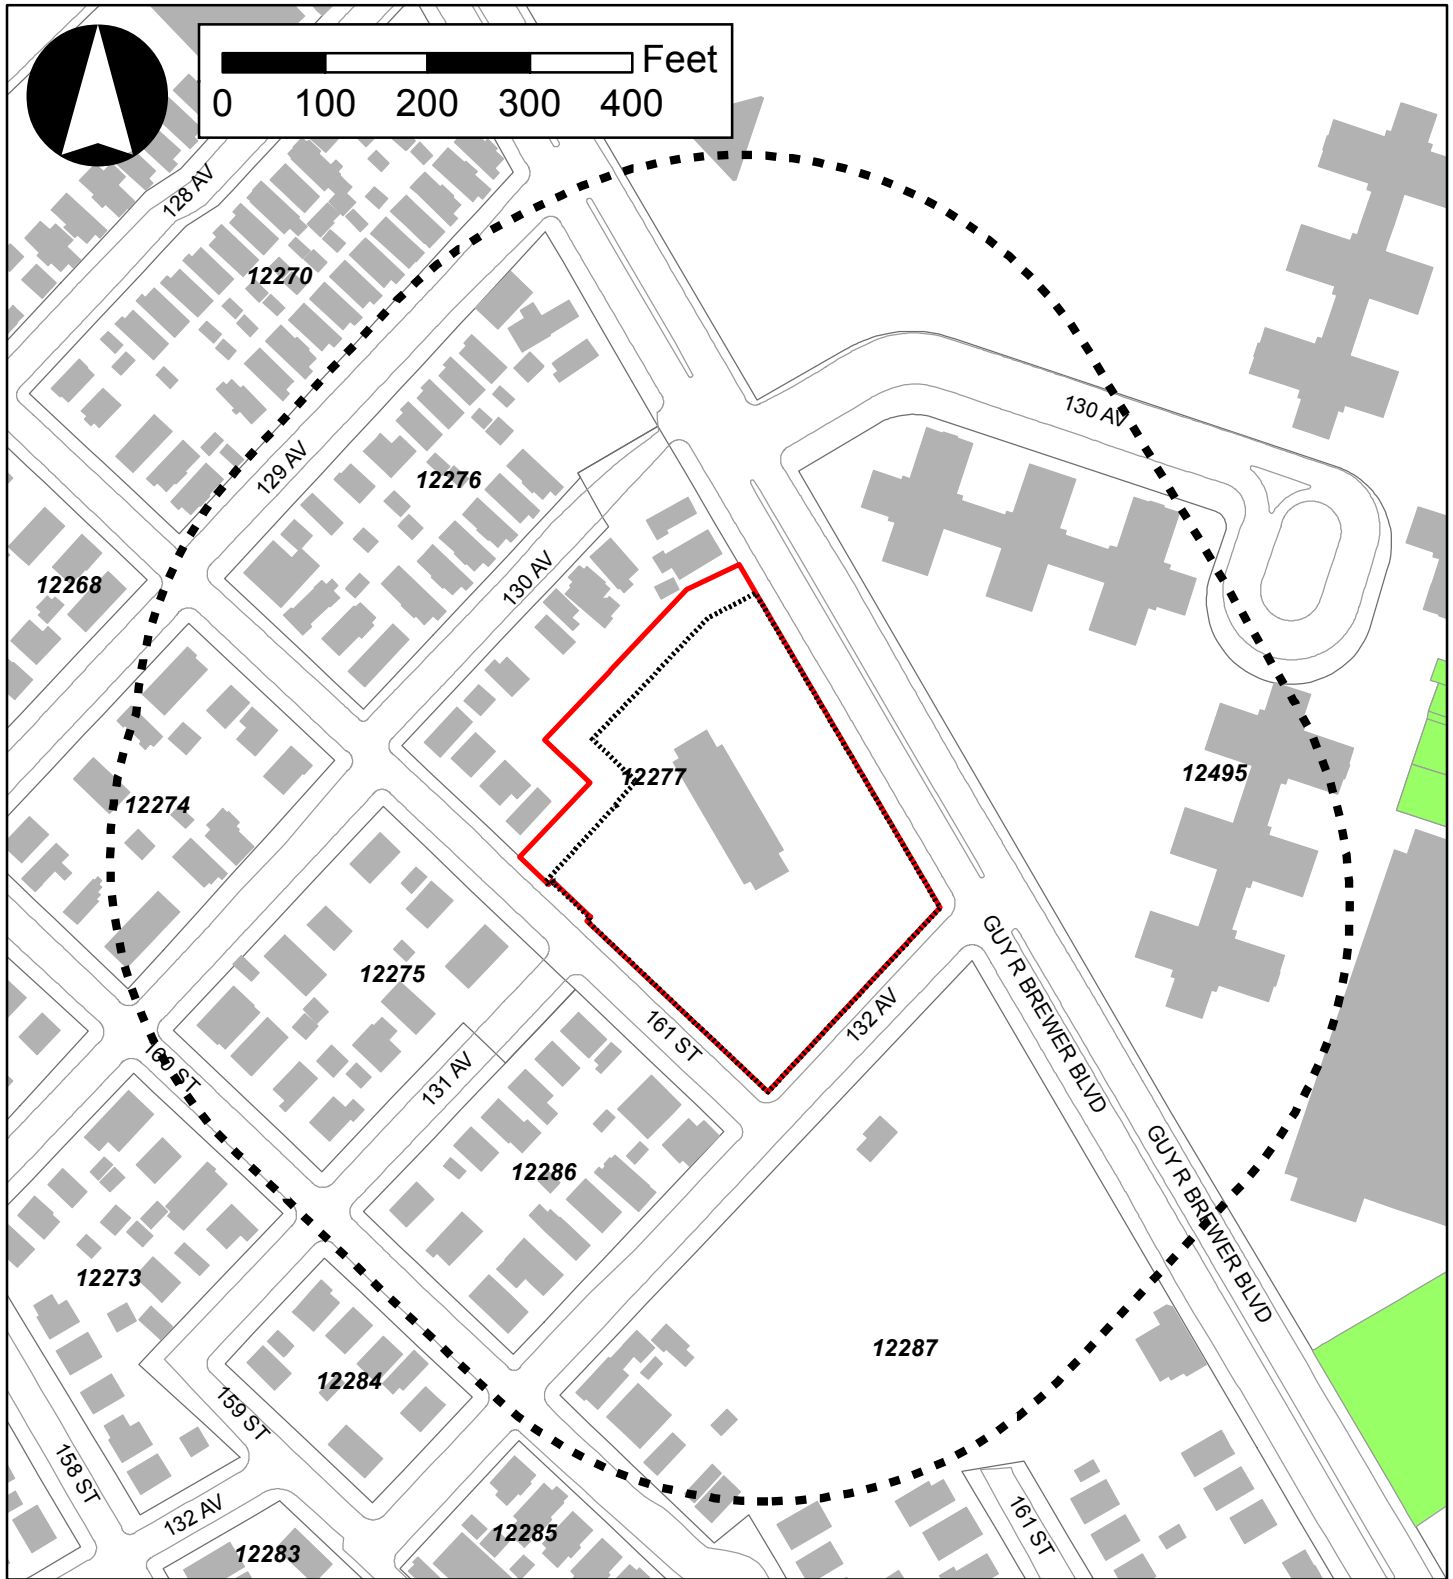 Feet
0 100 200 300 400
128 AV
12270
129 AV
12276
130 AV
130 AV
12268
12277
12495
12274
12275
GUY R BREWER BLVD
132 AV
161 ST
160 ST
131 AV
GUY R BREWER BLVD
12286
12273
12287
12284
159 ST
158 ST
132 AV
161 ST
12285
12283